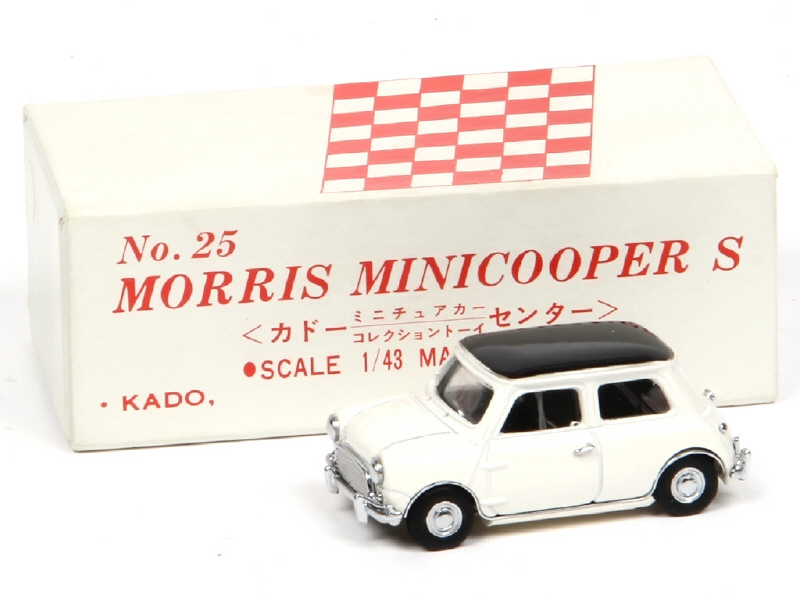 No. 25
MORRIS MINICOOPER S
<カドー ミニチュアカー コレクショントーイ センター>
●SCALE 1/43
• KADO,